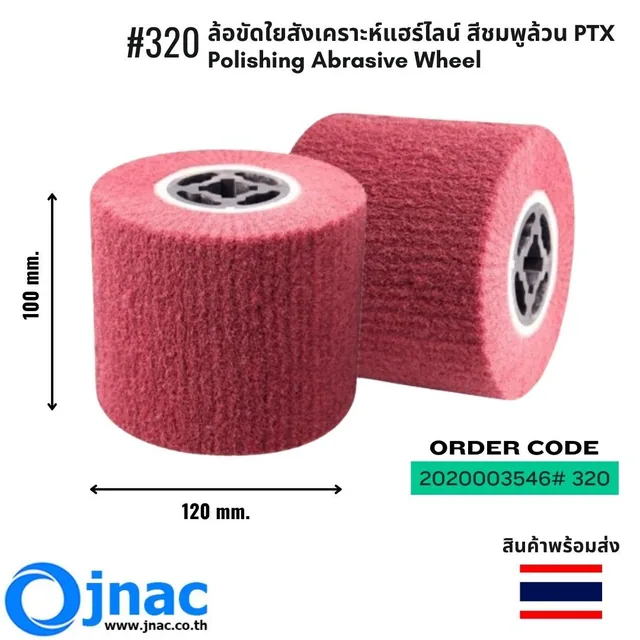 #320 ล้อขัดใยสังเคราะห์แฮร์ไลน์ สีชมพูล้วน PTX
Polishing Abrasive Wheel
100 mm.
120 mm.
ORDER CODE
2020003546# 320
สินค้าพร้อมส่ง
jnac
www.jnac.co.th